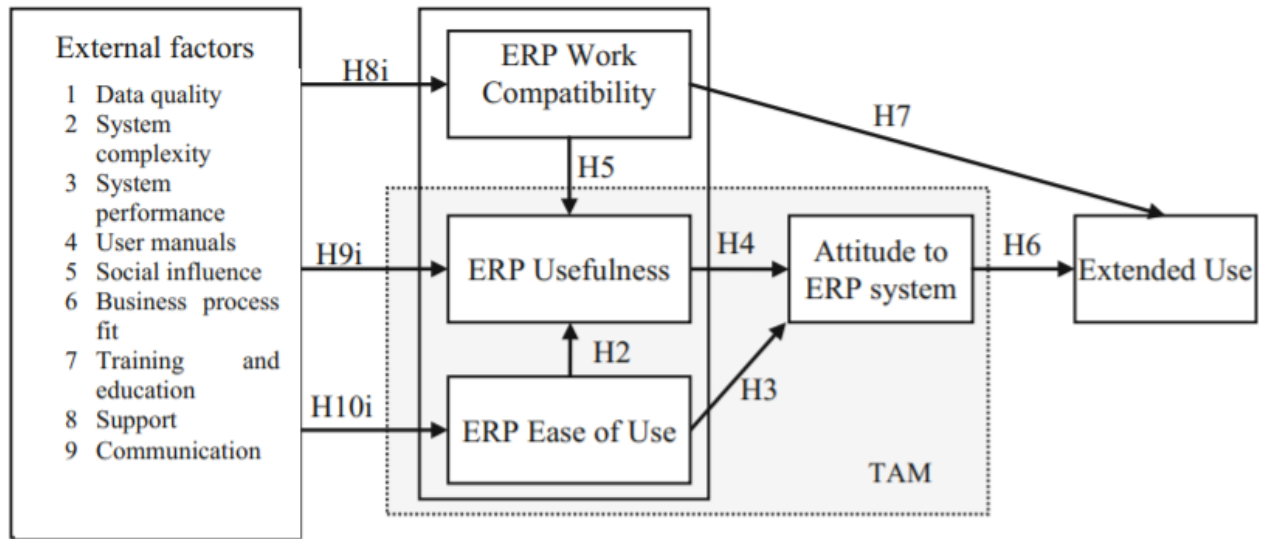 External factors
1 Data quality
2 System
complexity
3 System
performance
4 User manuals
5 Social influence
6 Business process
fit
7 Training and
education
8 Support
9 Communication
H8i
H9i
H10i
ERP Work
Compatibility
H5
ERP Usefulness
H2
ERP Ease of Use
H7
H4
H3
Attitude to
ERP system
TAM
H6
Extended Use